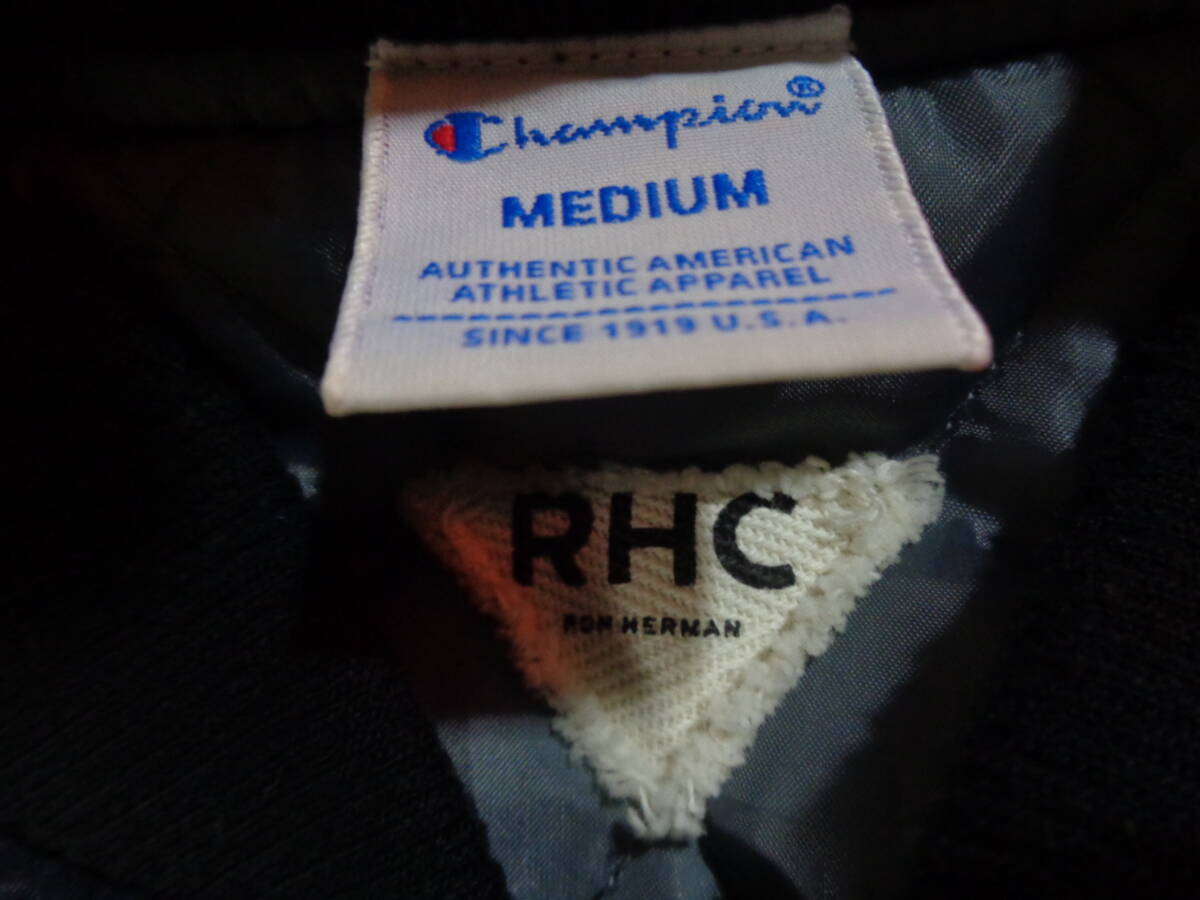 Champion®
MEDIUM
AUTHENTIC AMERICAN
ATHLETIC APPAREL
SINCE 1919 U.S.A.
RHC
RON HERMAN